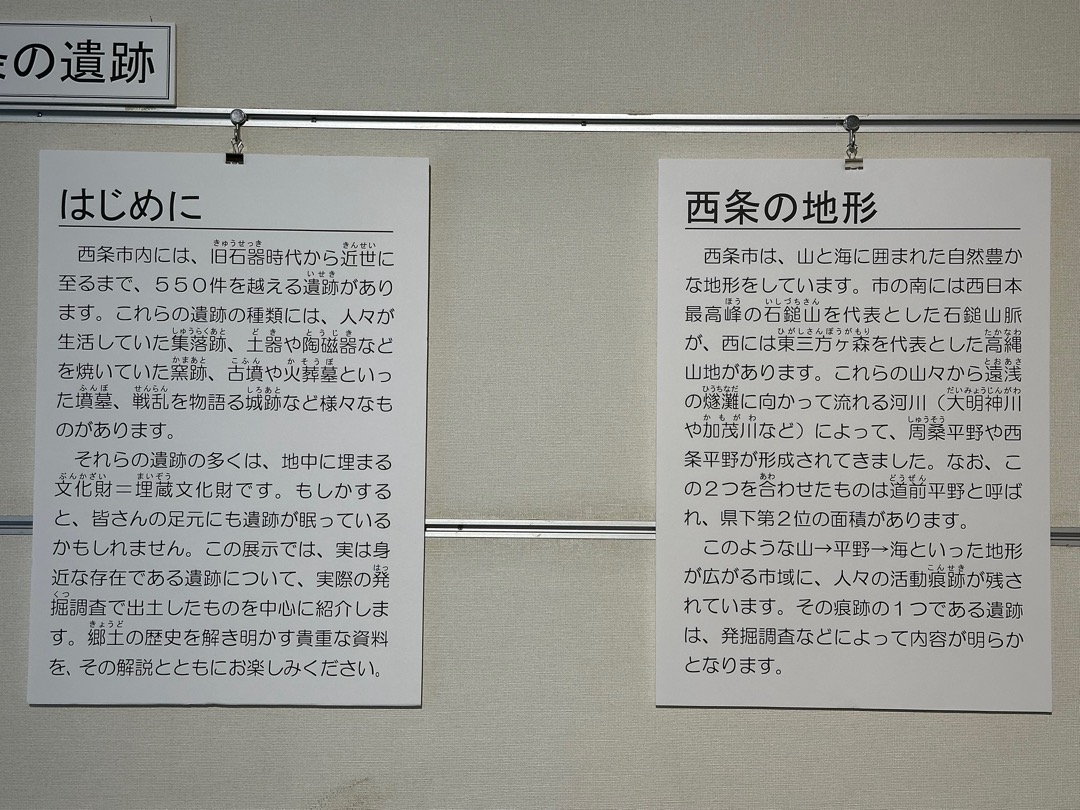 の遺跡
はじめに
西条市内には、旧石器時代から近世に
至るまで、５５０件を越える遺跡があり
ます。これらの遺跡の種類には、人々が
生活していた集落跡、土器や陶磁器など
を焼いていた窯跡、古墳や火葬墓といっ
た墳墓、戦乱を物語る城跡など様々なも
のがあります。
それらの遺跡の多くは、地中に埋まる
文化財＝埋蔵文化財です。もしかする
と、皆さんの足元にも遺跡が眠っている
かもしれません。この展示では、実は身
近な存在である遺跡について、実際の発
掘調査で出土したものを中心に紹介しま
す。郷土の歴史を解き明かす貴重な資料
を、その解説とともにお楽しみください。
西条の地形
西条市は、山と海に囲まれた自然豊か
な地形をしています。市の南には西日本
最高峰の石鎚山を代表とした石鎚山脈
が、西には東三方ヶ森を代表とした高縄
山地があります。これらの山々から遠浅
の燧灘に向かって流れる河川（大明神川
や加茂川など）によって、周桑平野や西
条平野が形成されてきました。なお、こ
の２つを合わせたものは道前平野と呼ば
れ、県下第２位の面積があります。
このような山→平野→海といった地形
が広がる市域に、人々の活動痕跡が残さ
れています。その痕跡の１つである遺跡
は、発掘調査などによって内容が明らか
となります。